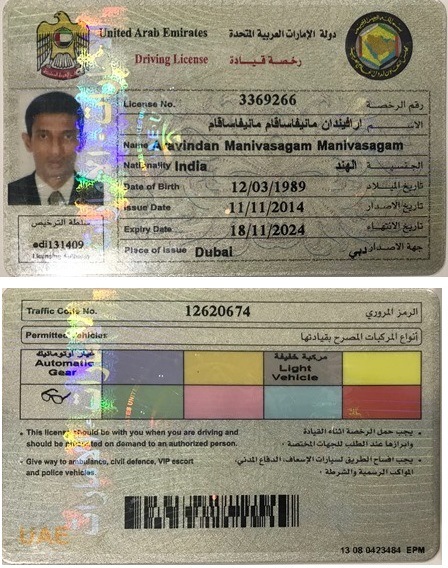 United Arab Emirates دولة الإمارات العربية المتحدة
Driving License رخصة قيادة
License No. 3369266 رقم الرخصة
ارافيندان مانيفاساقام مانيفاساقام الاسم
Name Aravindan Manivasagam Manivasagam
Nationality India الهند الجنسية
Date of Birth 12/03/1989 تاريخ الميلاد
Issue Date 11/11/2014 تاريخ الاصدار
Expiry Date 18/11/2024 تاريخ الانتهاء
Place of Issue Dubai دبي جهة الاصدار
سلطة الترخيص
edi131409
Licensing Authority
Traffic Code No. 12620674 الرمز المروري
Permitted Vehicles أنواع المركبات المصرح بقيادتها
جهاز اوتوماتيك
Automatic Gear
مركبة خفيفة
Light Vehicle
• This license should be with you when you are driving and
should be presented on demand to an authorized person.
• يجب حمل الرخصة اثناء القيادة
وابرازها عند الطلب للجهات المختصة
• Give way to ambulance, civil defence, VIP escort
and police vehicles.
• يجب افساح الطريق لسيارات الاسعاف، الدفاع المدني،
المواكب الرسمية والشرطة
UAE
13 08 0423484 EPM